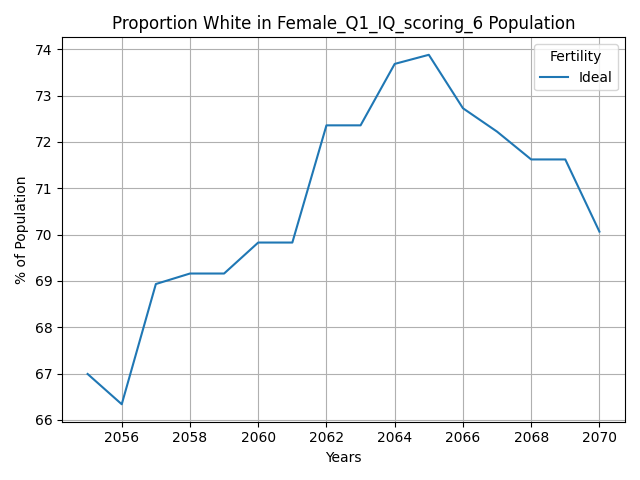 Proportion White in Female_Q1_IQ_scoring_6 Population
Fertility
Ideal
% of Population
74
73
72
71
70
69
68
67
66
2056 2058 2060 2062 2064 2066 2068 2070
Years